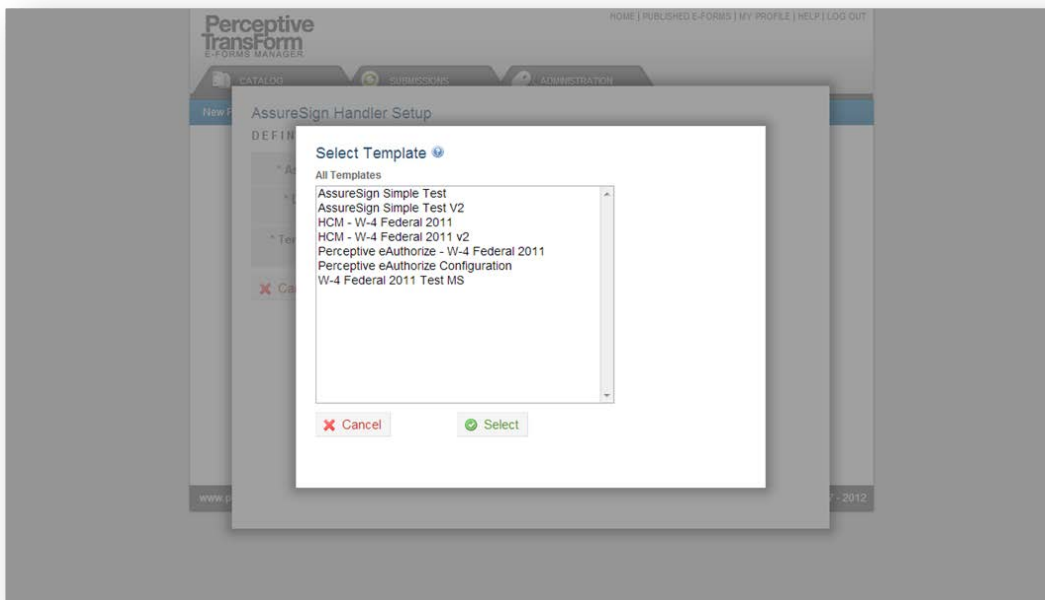 Perceptive
TransForm
E-FORMS MANAGER
HOME | PUBLISHED E-FORMS | MY PROFILE | HELP | LOG OUT
CATALOG
SUBMISSIONS
ADMINISTRATION
New
AssureSign Handler Setup
Select Template
All Templates
AssureSign Simple Test
AssureSign Simple Test V2
HCM - W-4 Federal 2011
HCM - W-4 Federal 2011 v2
Perceptive eAuthorize - W-4 Federal 2011
Perceptive eAuthorize Configuration
W-4 Federal 2011 Test MS
Cancel
Select
- 2012